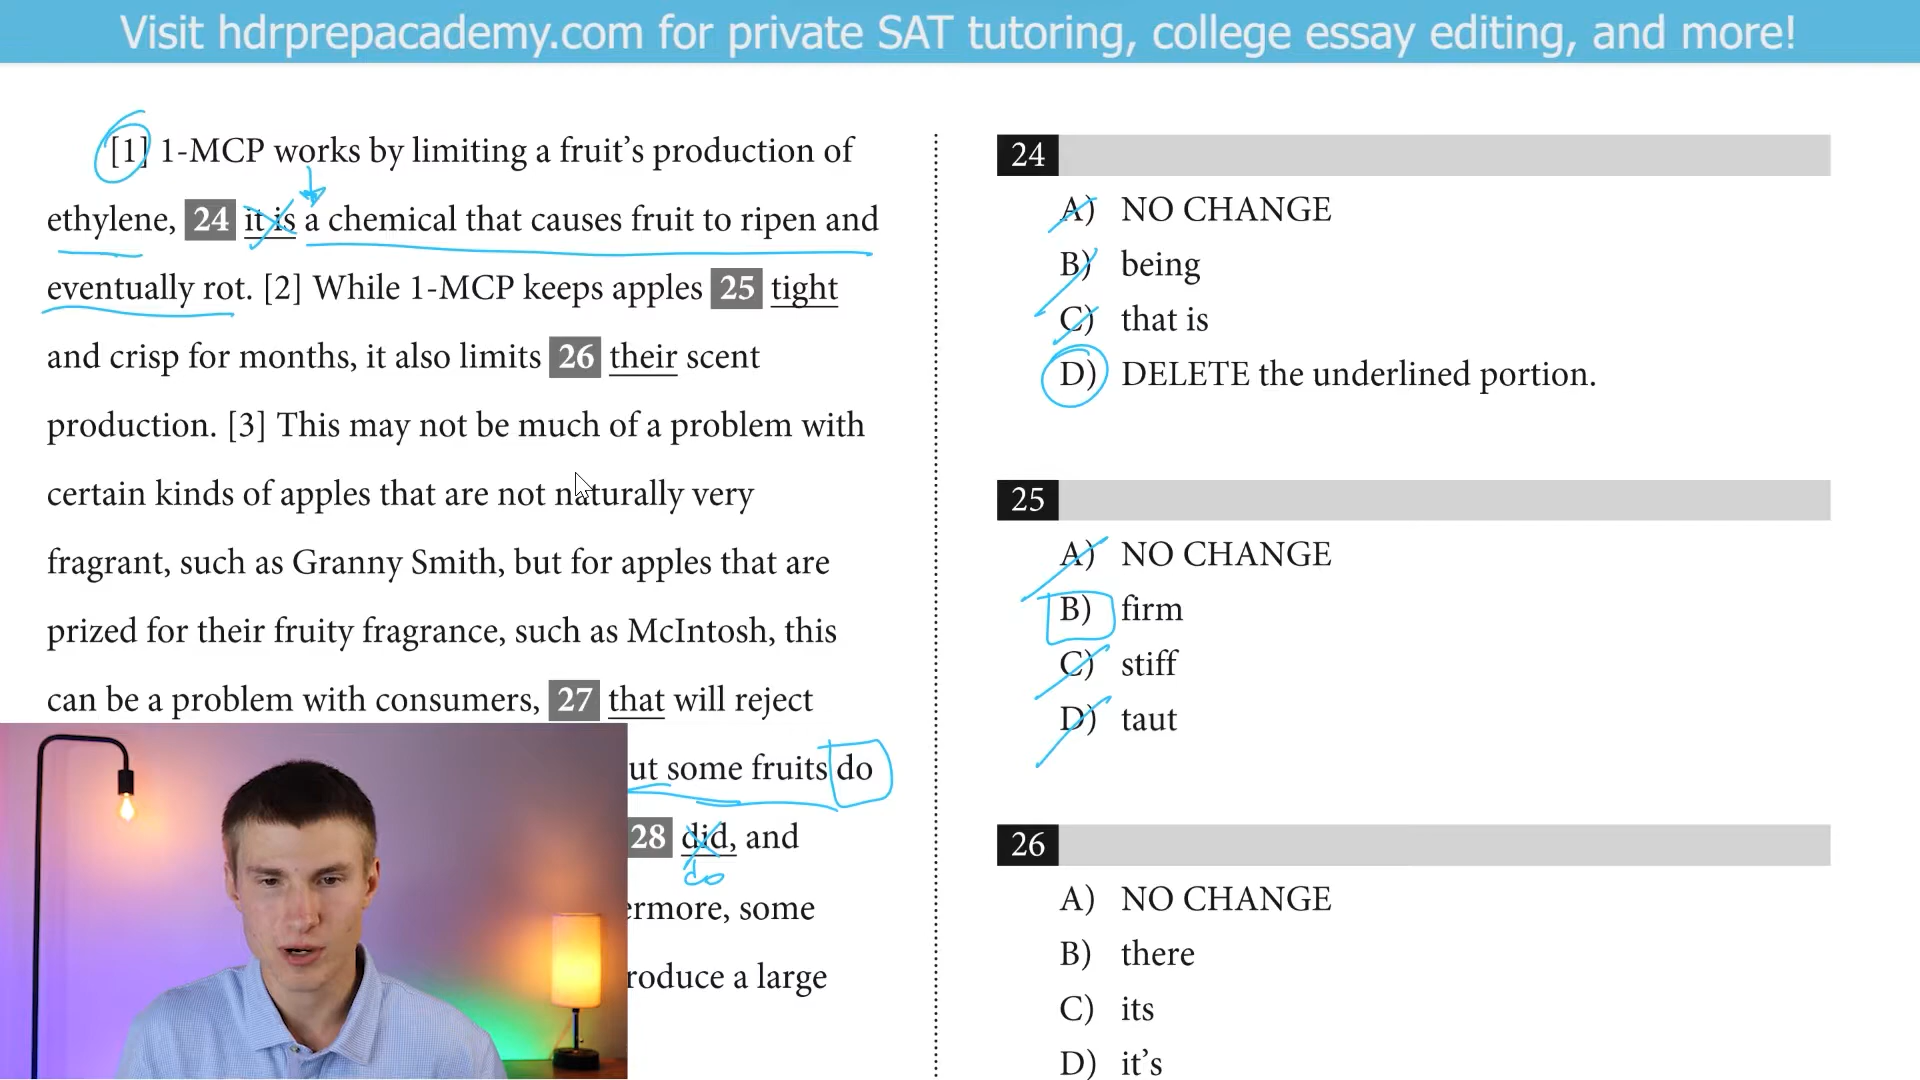 Visit hdrprepacademy.com for private SAT tutoring, college essay editing, and more!
[1] 1-MCP works by limiting a fruit's production of
ethylene, 24 it is a chemical that causes fruit to ripen and
eventually rot. [2] While 1-MCP keeps apples 25 tight
and crisp for months, it also limits 26 their scent
production. [3] This may not be much of a problem with
certain kinds of apples that are not naturally very
fragrant, such as Granny Smith, but for apples that are
prized for their fruity fragrance, such as McIntosh, this
can be a problem with consumers, 27 that will reject
some fruits do
28 did, and
do
some
a large
24
A) NO CHANGE
B) being
C) that is
D) DELETE the underlined portion.
25
A) NO CHANGE
B) firm
C) stiff
D) taut
26
A) NO CHANGE
B) there
C) its
D) it's